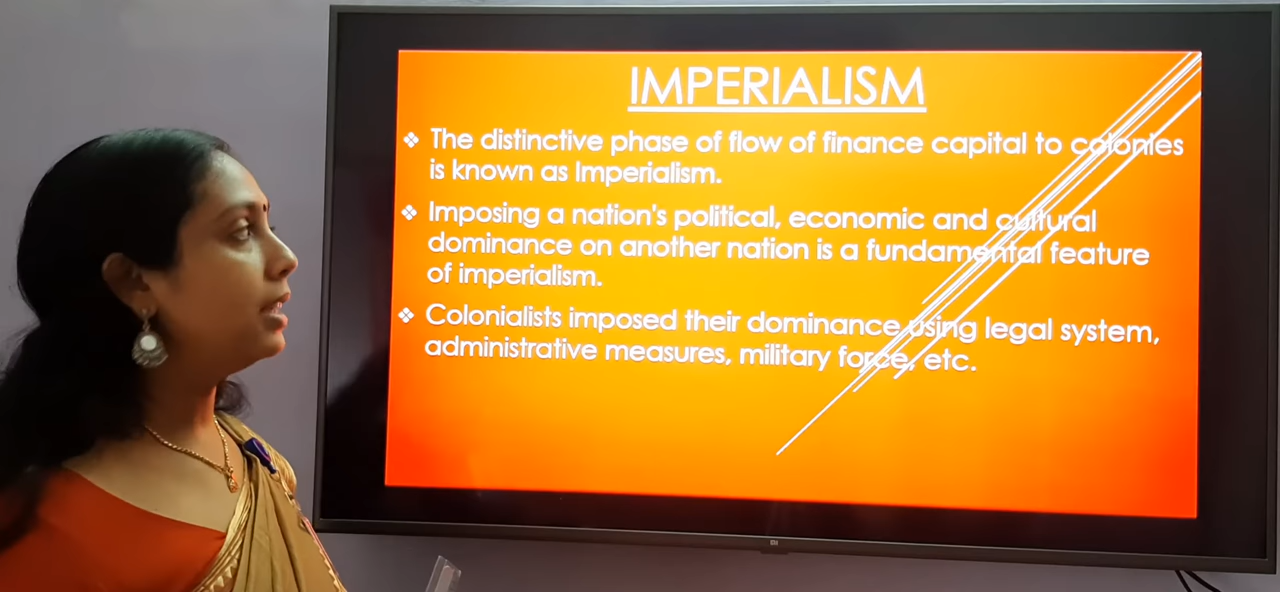 IMPERIALISM
❖ The distinctive phase of flow of finance capital to colonies
is known as Imperialism.
❖ Imposing a nation's political, economic and cultural
dominance on another nation is a fundamental feature
of imperialism.
❖ Colonialists imposed their dominance using legal system,
administrative measures, military force, etc.
mi